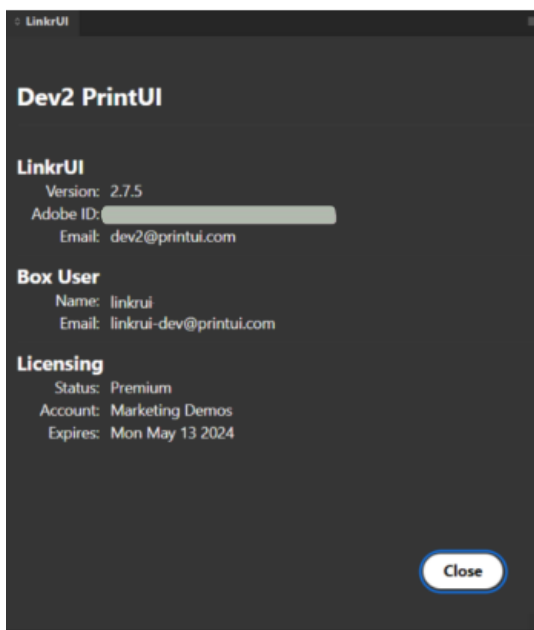 LinkrUI
Dev2 PrintUI
LinkrUI
Version: 2.7.5
Adobe ID:
Email: dev2@printui.com
Box User
Name: linkrui
Email: linkrui-dev@printui.com
Licensing
Status: Premium
Account: Marketing Demos
Expires: Mon May 13 2024
Close